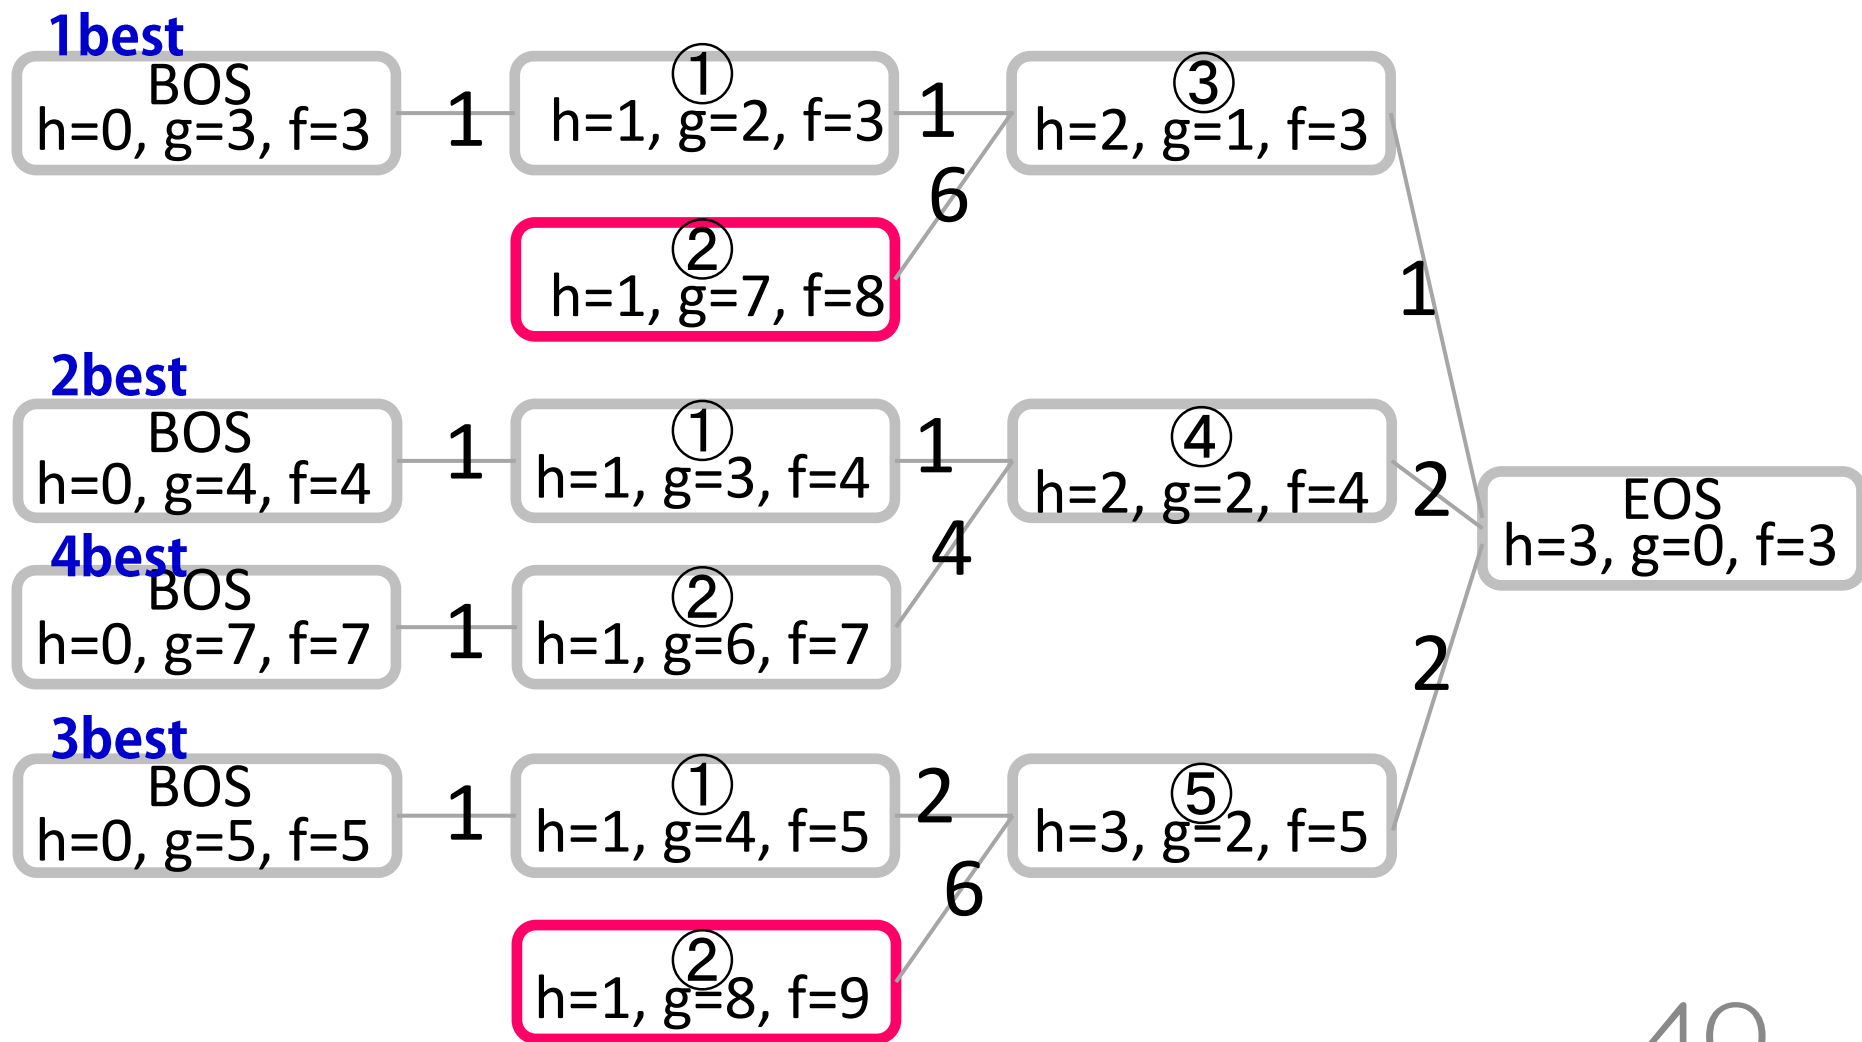 1best
BOS
h=0, g=3, f=3
1
①
h=1, g=2, f=3
1
③
h=2, g=1, f=3
6
②
h=1, g=7, f=8
1
2best
BOS
h=0, g=4, f=4
1
①
h=1, g=3, f=4
1
④
h=2, g=2, f=4
2
EOS
h=3, g=0, f=3
4best
BOS
h=0, g=7, f=7
1
②
h=1, g=6, f=7
4
2
3best
BOS
h=0, g=5, f=5
1
①
h=1, g=4, f=5
2
⑤
h=3, g=2, f=5
6
②
h=1, g=8, f=9